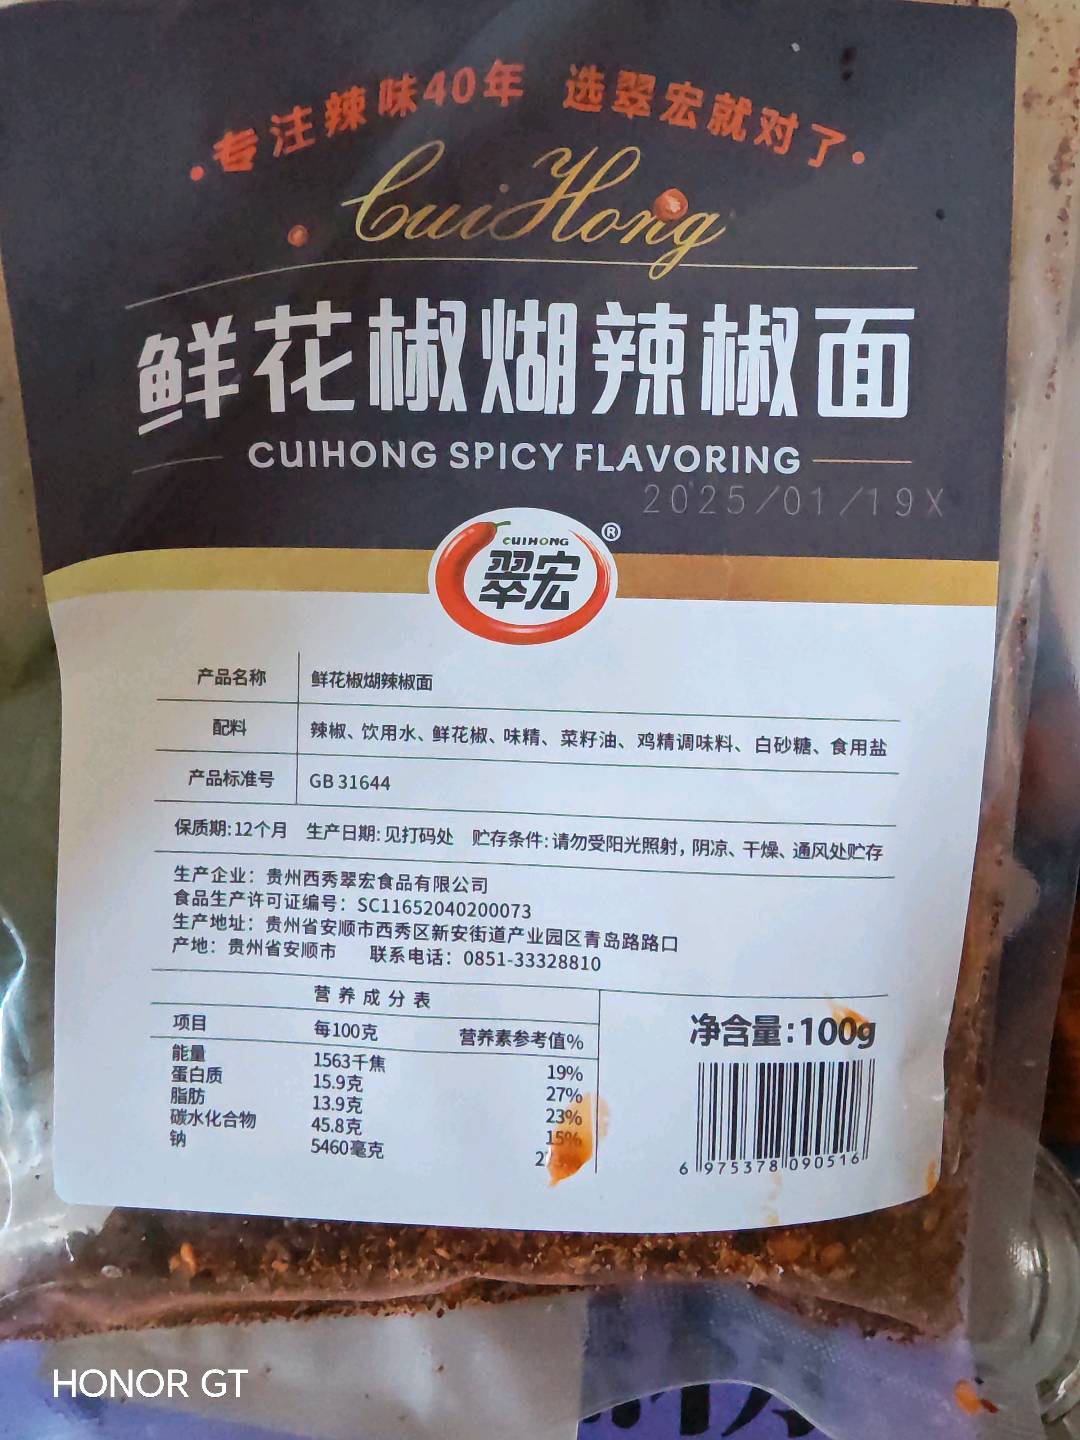 专注辣味40年 选翠宏就对了
CuiHong
鲜花椒煳辣椒面
CUIHONG SPICY FLAVORING
2025/01/19X
CUIHONG
翠宏
®
产品名称 鲜花椒煳辣椒面
配料 辣椒、饮用水、鲜花椒、味精、菜籽油、鸡精调味料、白砂糖、食用盐
产品标准号 GB 31644
保质期:12个月 生产日期:见打码处 贮存条件:请勿受阳光照射,阴凉、干燥、通风处贮存
生产企业：贵州西秀翠宏食品有限公司
食品生产许可证编号：SC11652040200073
生产地址：贵州省安顺市西秀区新安街道产业园区青岛路路口
产地：贵州省安顺市 联系电话：0851-33328810
营养成分表
项目 每100克 营养素参考值%
能量 1563千焦 19%
蛋白质 15.9克 27%
脂肪 13.9克 23%
碳水化合物 45.8克 15%
钠 5460毫克
净含量:100g
6 975378 090516
HONOR GT